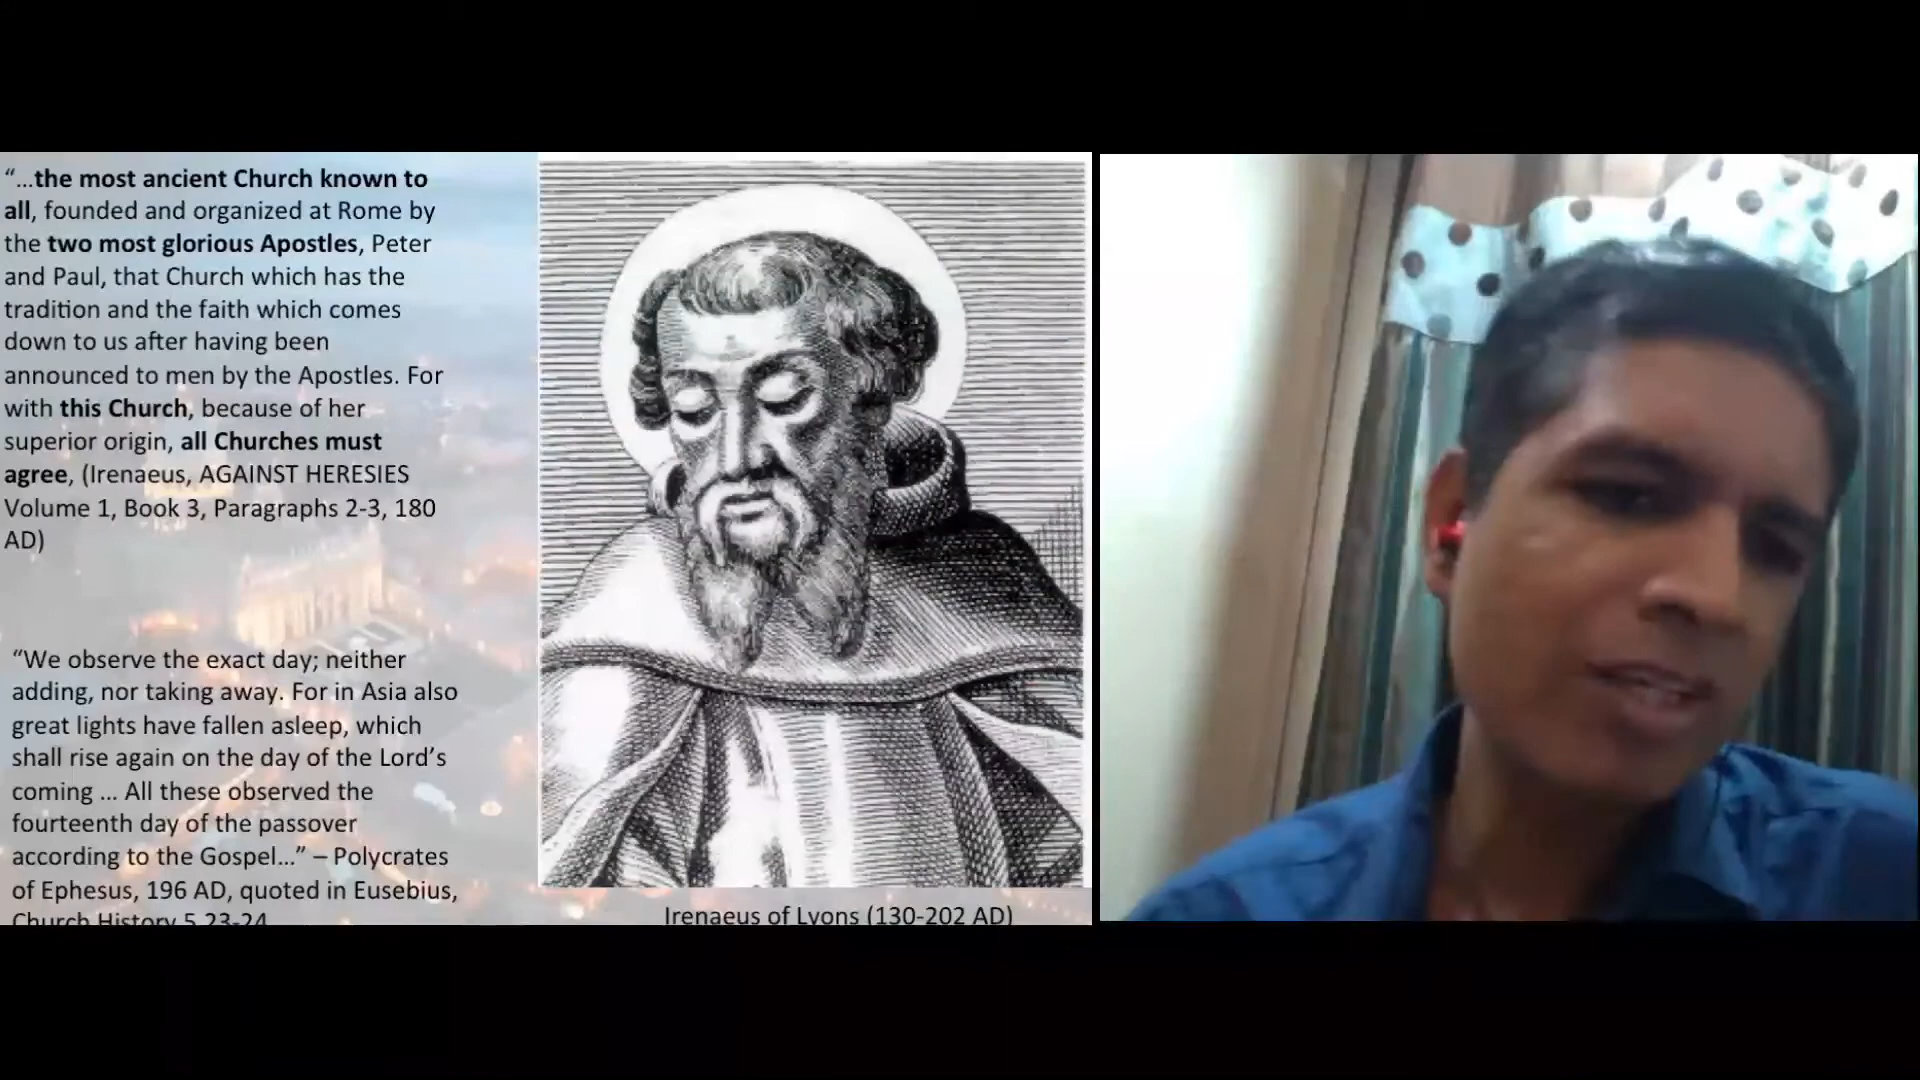 “...the most ancient Church known to
all, founded and organized at Rome by
the two most glorious Apostles, Peter
and Paul, that Church which has the
tradition and the faith which comes
down to us after having been
announced to men by the Apostles. For
with this Church, because of her
superior origin, all Churches must
agree, (Irenaeus, AGAINST HERESIES
Volume 1, Book 3, Paragraphs 2-3, 180
AD)
“We observe the exact day; neither
adding, nor taking away. For in Asia also
great lights have fallen asleep, which
shall rise again on the day of the Lord’s
coming ... All these observed the
fourteenth day of the passover
according to the Gospel...” – Polycrates
of Ephesus, 196 AD, quoted in Eusebius,
Church History 5.23-24
Irenaeus of Lyons (130-202 AD)